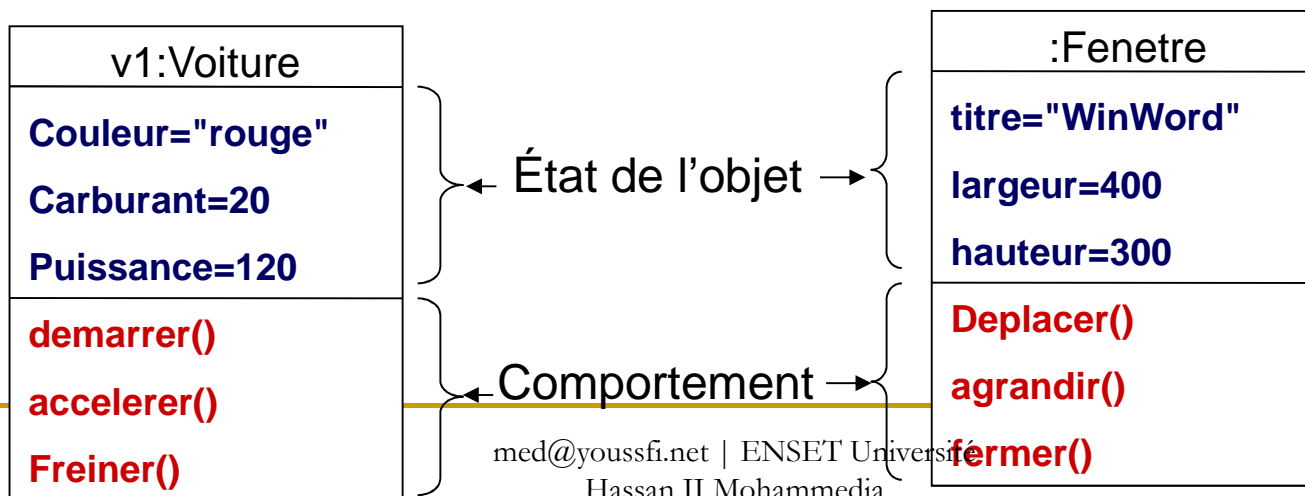 v1:Voiture
Couleur="rouge"
Carburant=20
Puissance=120
demarrer()
accelerer()
Freiner()
État de l’objet
Comportement
:Fenetre
titre="WinWord"
largeur=400
hauteur=300
Deplacer()
agrandir()
fermer()
med@youssfi.net | ENSET Université
Hassan II Mohammedia